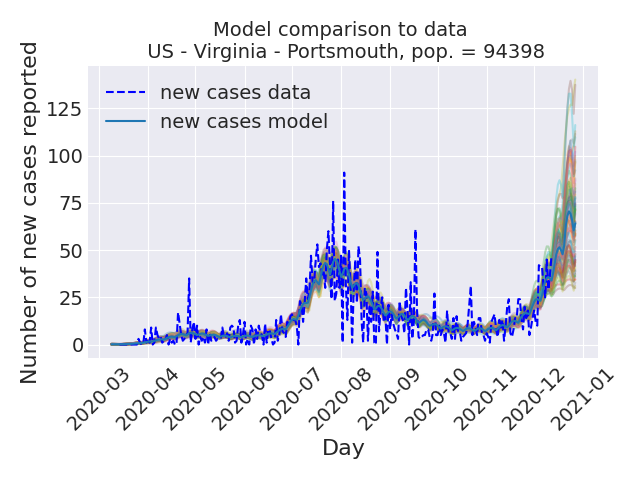 Model comparison to data
US - Virginia - Portsmouth, pop. = 94398
Number of new cases reported
new cases data
new cases model
125
100
75
50
25
0
2020-03
2020-04
2020-05
2020-06
2020-07
2020-08
2020-09
2020-10
2020-11
2020-12
2021-01
Day